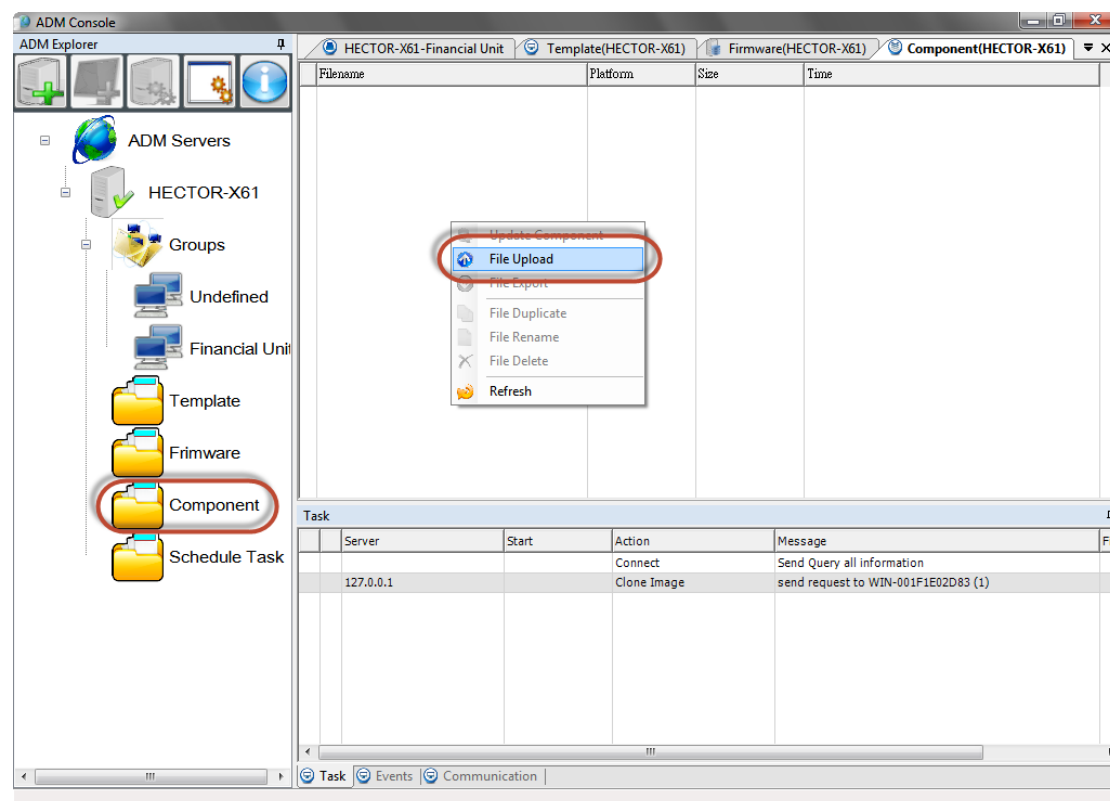 ADM Console
ADM Explorer
HECTOR-X61-Financial Unit
Template(HECTOR-X61)
Firmware(HECTOR-X61)
Component(HECTOR-X61)
Filename Platform Size Time
ADM Servers
HECTOR-X61
Groups
Undefined
Financial Unit
Template
Frimware
Component
Schedule Task
Update Component
File Upload
File Export
File Duplicate
File Rename
File Delete
Refresh
Task
Server Start Action Message F
Connect Send Query all information
127.0.0.1 Clone Image send request to WIN-001F1E02D83 (1)
Task Events Communication